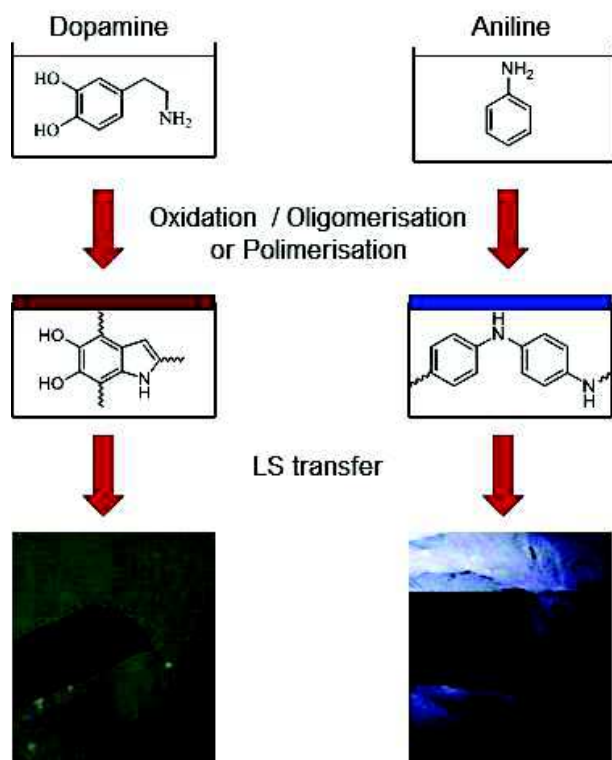 Dopamine
Aniline
HO
HO
NH2
NH2
Oxidation / Oligomerisation
or Polimerisation
HO
HO
N
H
H
N
N
H
LS transfer